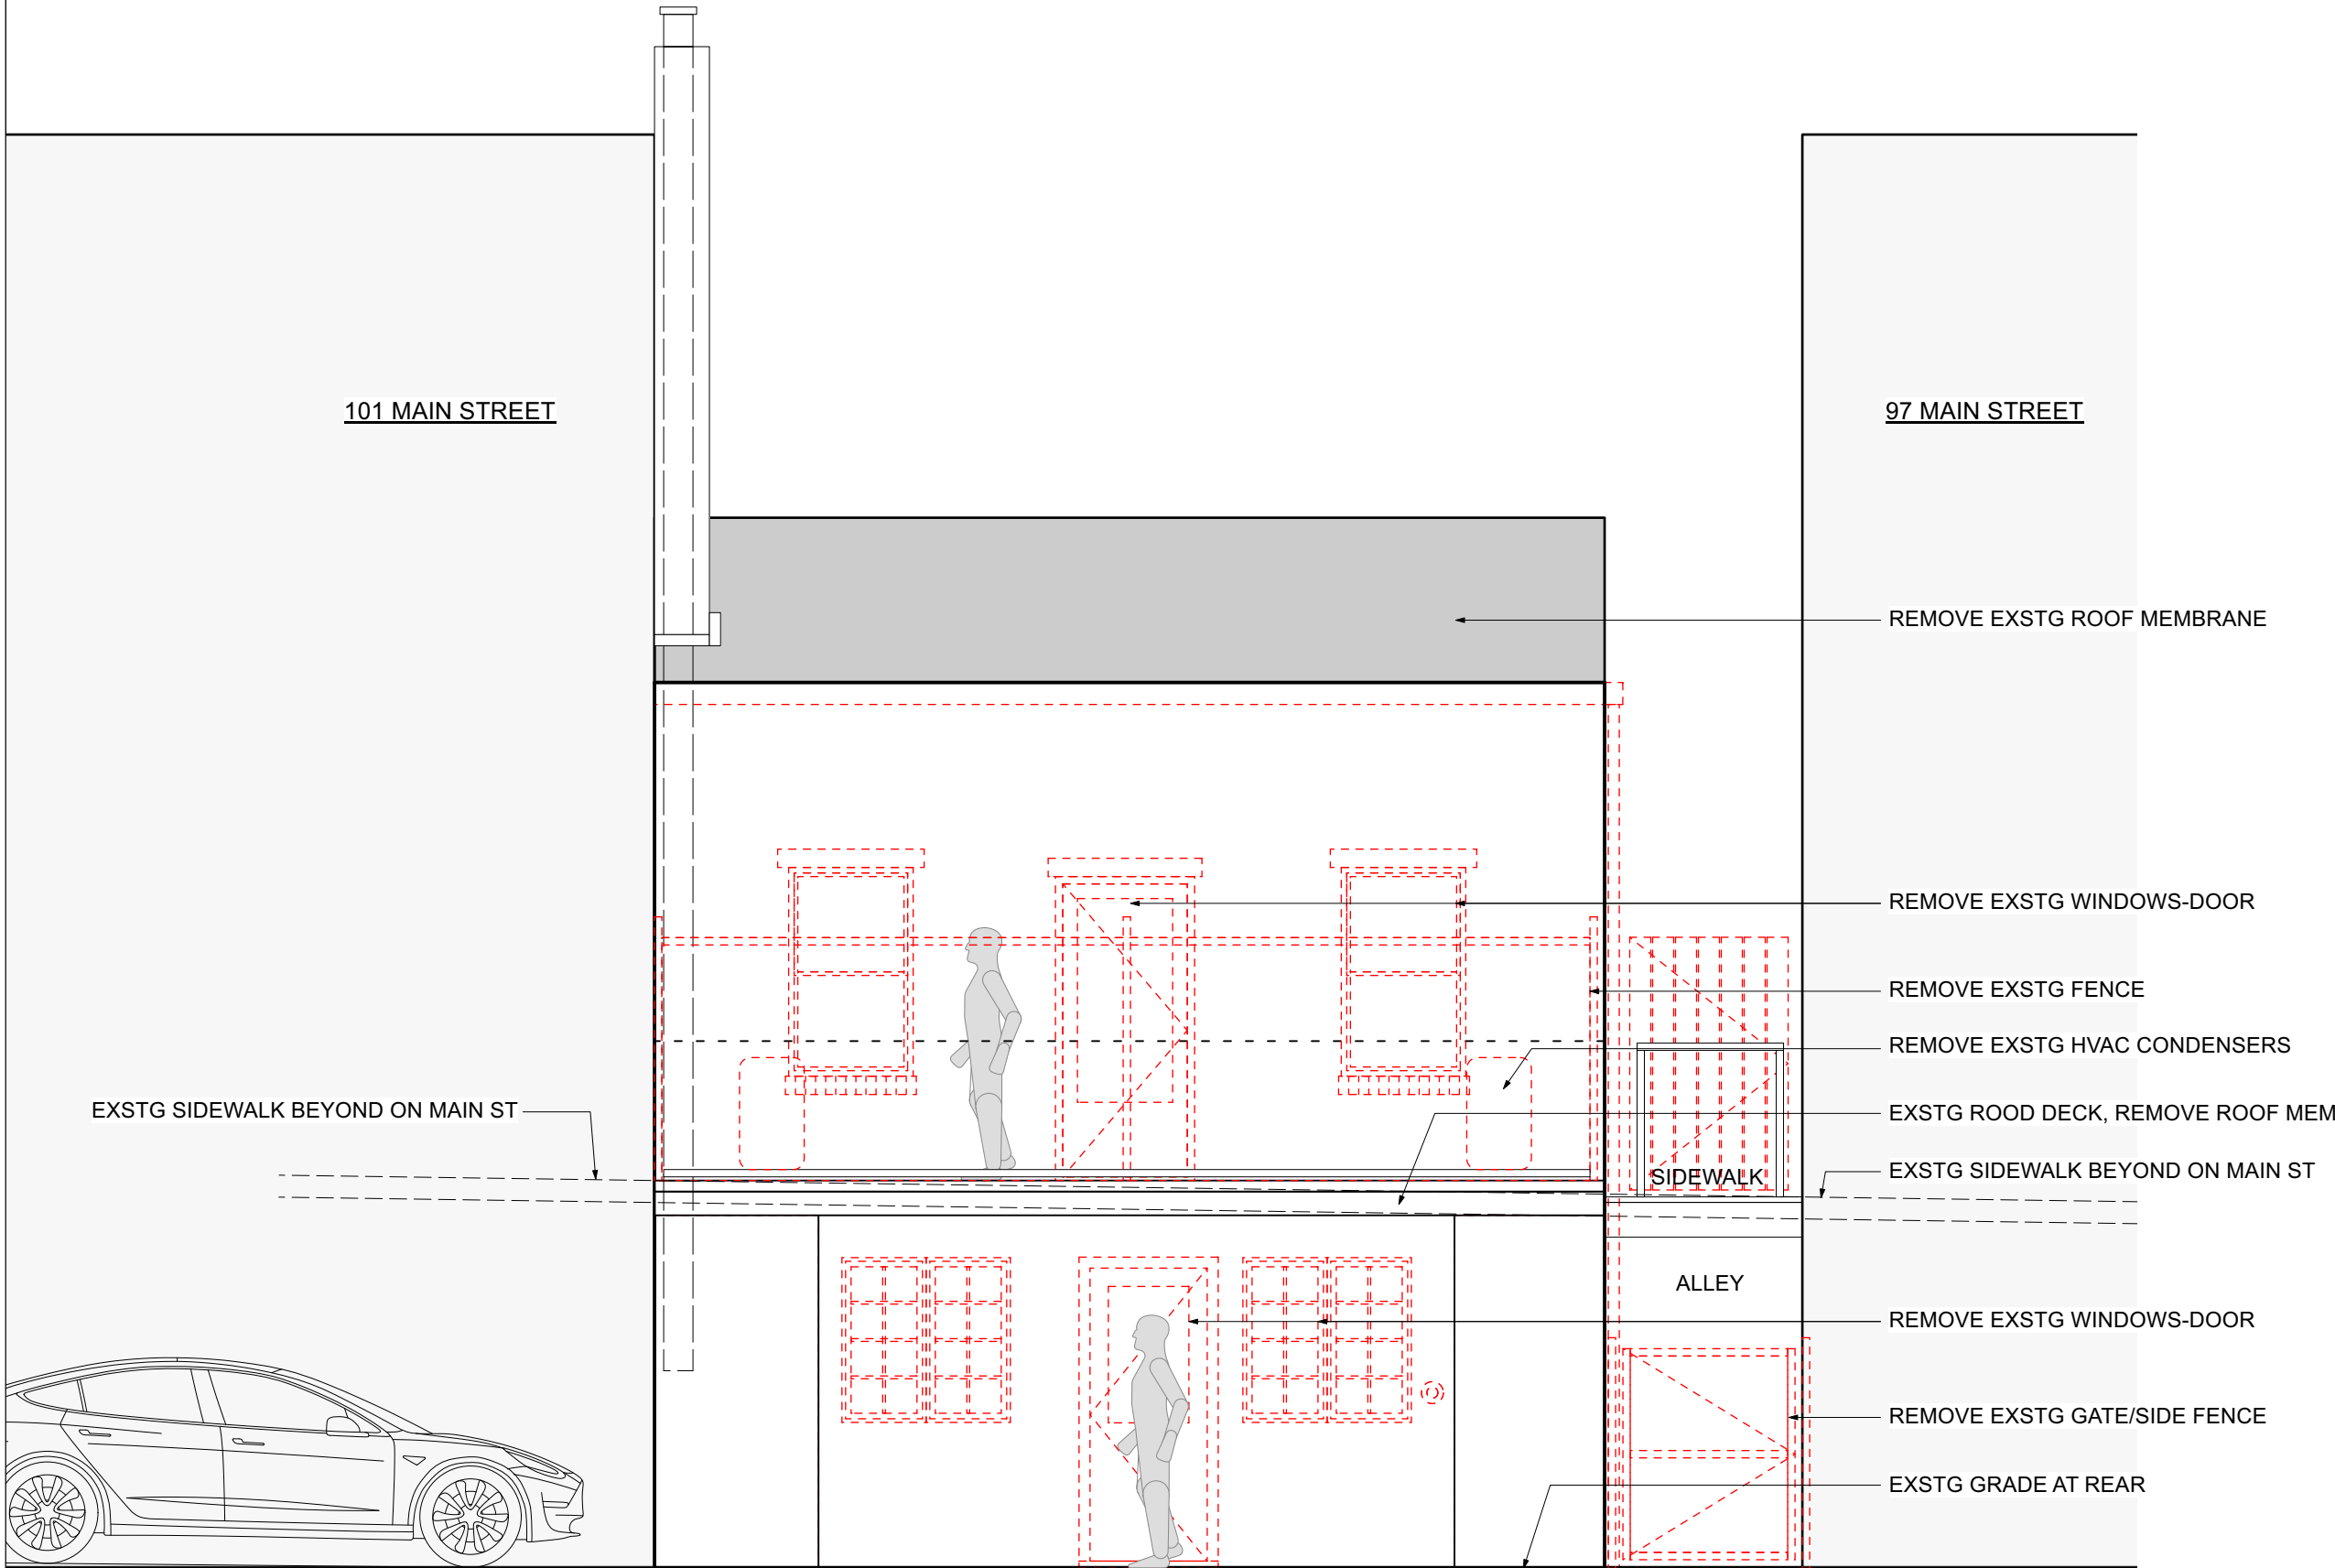 101 MAIN STREET
97 MAIN STREET
REMOVE EXSTG ROOF MEMBRANE
REMOVE EXSTG WINDOWS-DOOR
REMOVE EXSTG FENCE
REMOVE EXSTG HVAC CONDENSERS
EXSTG SIDEWALK BEYOND ON MAIN ST
EXSTG ROOD DECK, REMOVE ROOF MEM
EXSTG SIDEWALK BEYOND ON MAIN ST
SIDEWALK
ALLEY
REMOVE EXSTG WINDOWS-DOOR
REMOVE EXSTG GATE/SIDE FENCE
EXSTG GRADE AT REAR